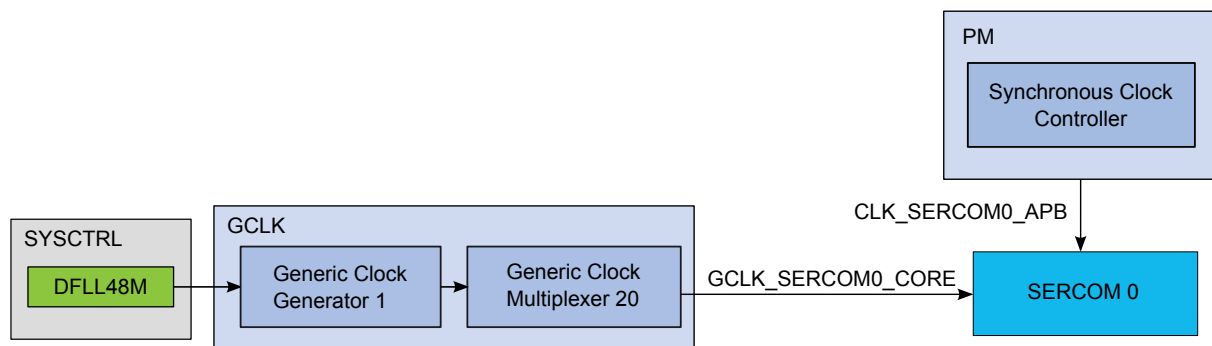 PM
Synchronous Clock
Controller
CLK_SERCOM0_APB
SYSCTRL
DFLL48M
GCLK
Generic Clock
Generator 1
Generic Clock
Multiplexer 20
GCLK_SERCOM0_CORE
SERCOM 0